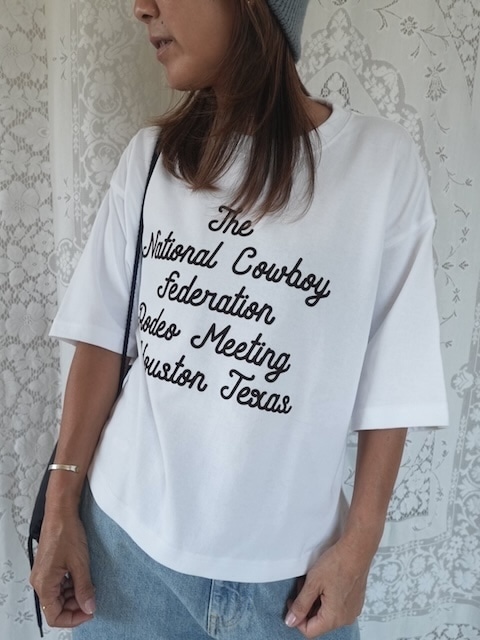 The
National Cowboy
Federation
Rodeo Meeting
Houston Texas